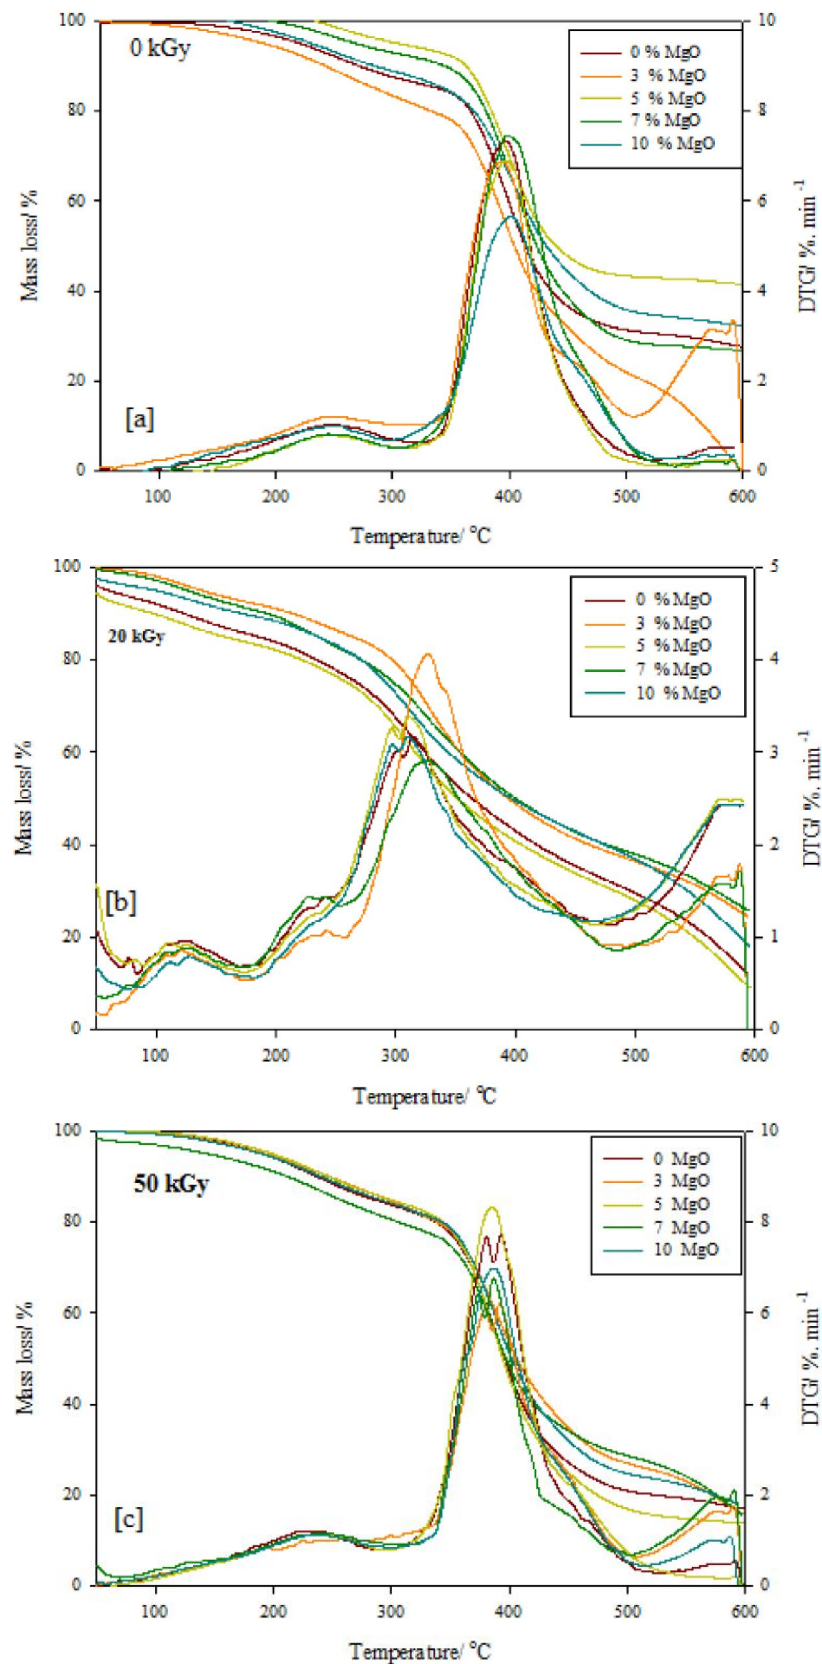 100
80
60
40
20
0
Mass loss/ %
0 kGy
[a]
0 % MgO
3 % MgO
5 % MgO
7 % MgO
10 % MgO
10
8
6
4
2
0
DTG/ %. min -1
100 200 300 400 500 600
Temperature/ °C
100
80
60
40
20
0
Mass loss/ %
20 kGy
[b]
0 % MgO
3 % MgO
5 % MgO
7 % MgO
10 % MgO
5
4
3
2
1
0
DTG/ %. min -1
100 200 300 400 500 600
Temperature/ °C
100
80
60
40
20
0
Mass loss/ %
50 kGy
[c]
0 MgO
3 MgO
5 MgO
7 MgO
10 MgO
10
8
6
4
2
0
DTG/ %. min -1
100 200 300 400 500 600
Temperature/ °C